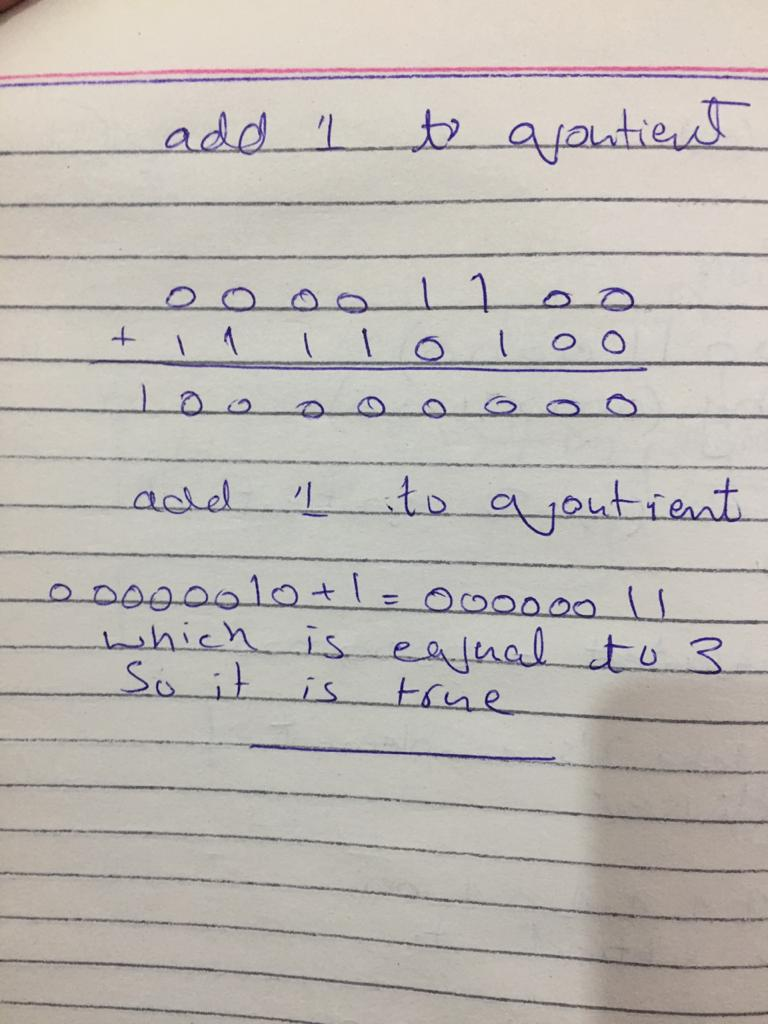 add 1 to qoutient
0 0 0 0 1 1 0 0
+ 1 1 1 1 0 1 0 0
1 0 0 0 0 0 0 0 0
add 1 to qoutient
00000010+1 = 00000011
which is equal to 3
So it is true